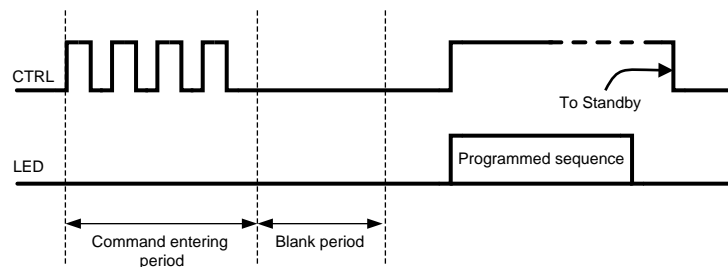 CTRL
To Standby
LED
Programmed sequence
Command entering
period
Blank period